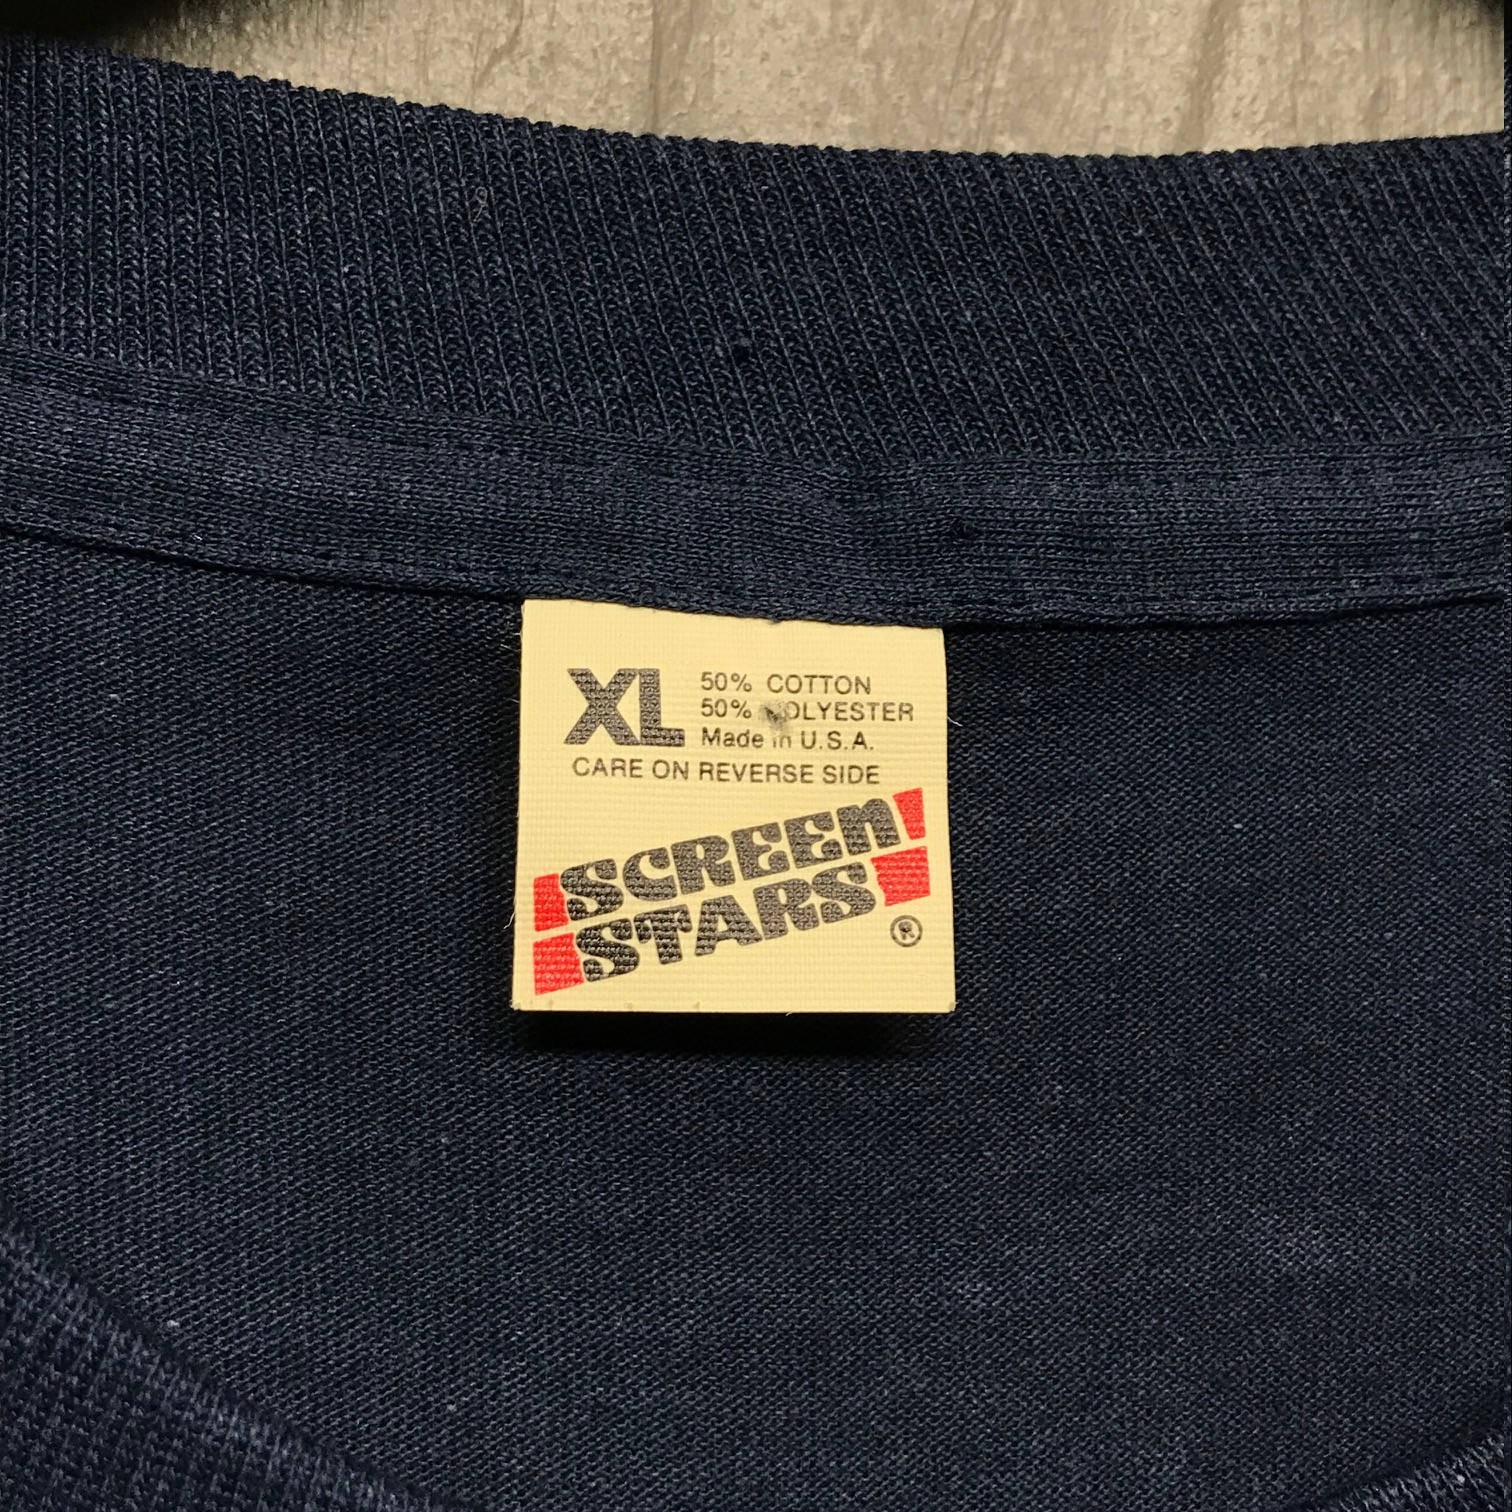 XL
50% COTTON
50% POLYESTER
Made in U.S.A.
CARE ON REVERSE SIDE
SCREEN
STARS
®